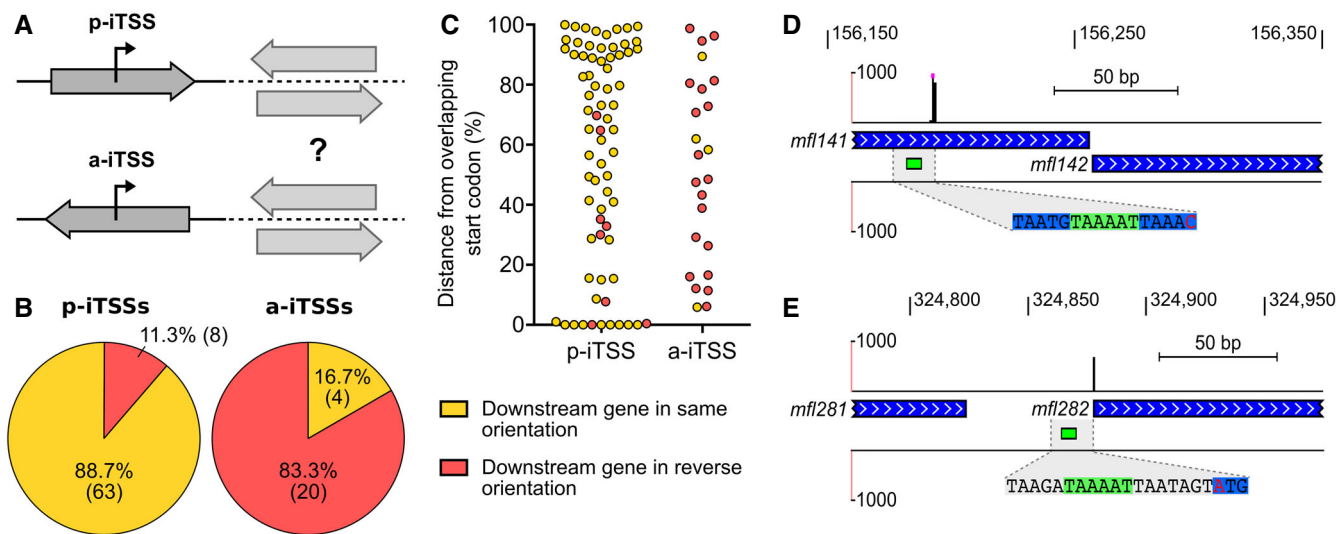 A
p-iTSS
a-iTSS
?
B
p-iTSSs
a-iTSSs
11.3% (8)
88.7%
(63)
16.7%
(4)
83.3%
(20)
C
Distance from overlapping
start codon (%)
100
80
60
40
20
0
p-iTSS
a-iTSS
Downstream gene in same
orientation
Downstream gene in reverse
orientation
D
156,150
156,250
156,350
1000
50 bp
mfl141
mfl142
1000
TAATGTAAAATTAAAC
E
324,800
324,850
324,900
324,950
1000
50 bp
mfl281
mfl282
1000
TAAGATAAAATTAATAGTATG